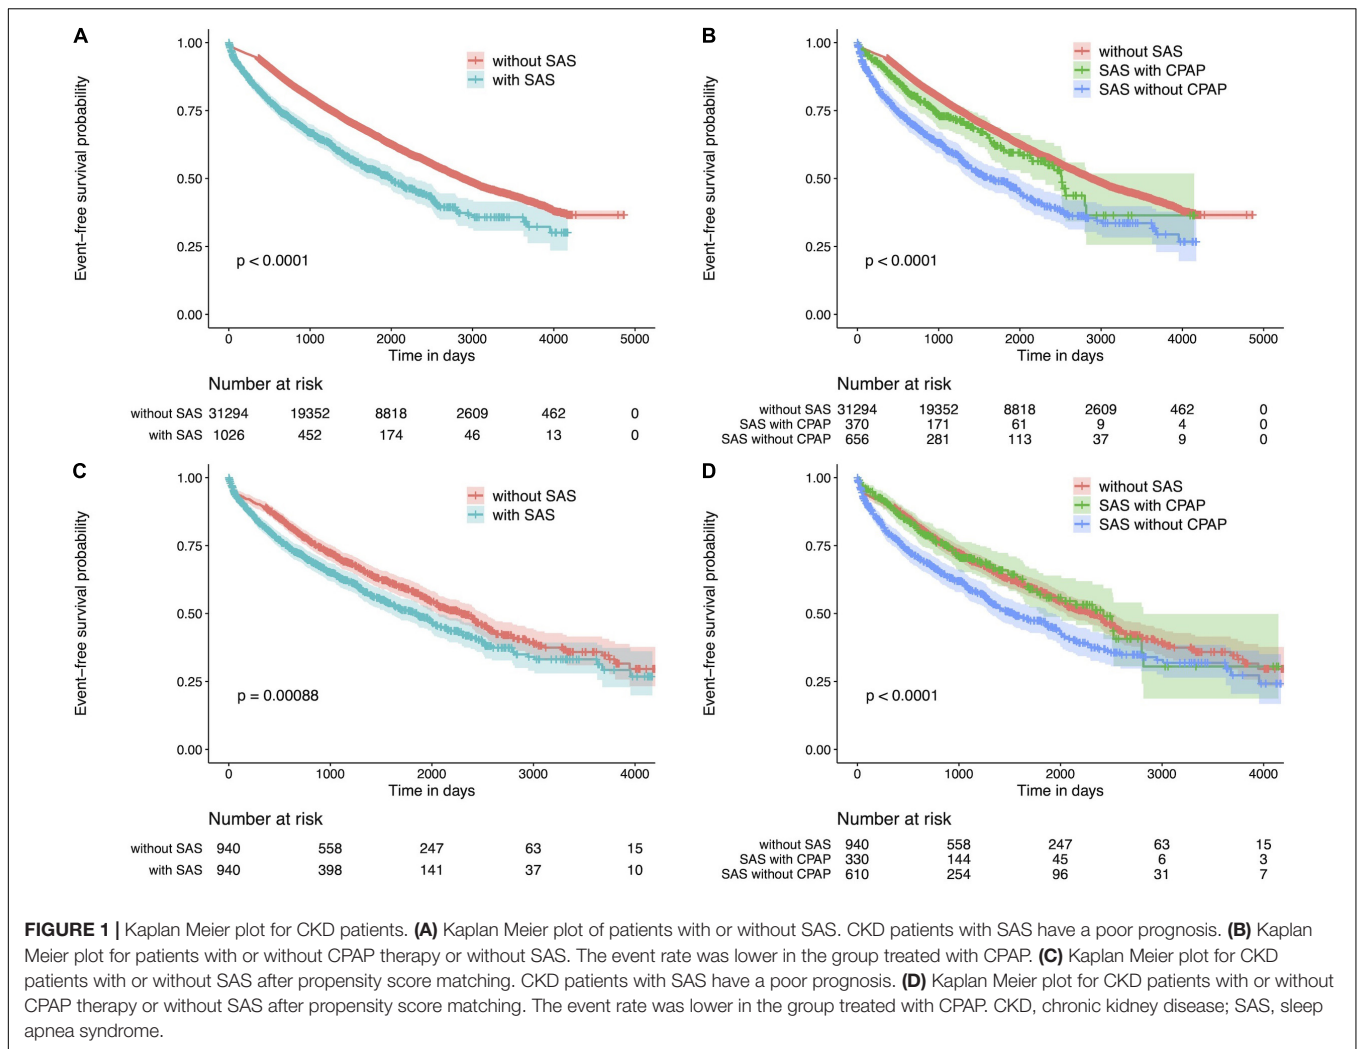 A
1.00
0.75
0.50
0.25
0.00
Event−free survival probability
without SAS
with SAS
p < 0.0001
0 1000 2000 3000 4000 5000
Time in days
Number at risk
without SAS 31294 19352 8818 2609 462 0
with SAS 1026 452 174 46 13 0
B
1.00
0.75
0.50
0.25
0.00
Event−free survival probability
without SAS
SAS with CPAP
SAS without CPAP
p < 0.0001
0 1000 2000 3000 4000 5000
Time in days
Number at risk
without SAS 31294 19352 8818 2609 462 0
SAS with CPAP 370 171 61 9 4 0
SAS without CPAP 656 281 113 37 9 0
C
1.00
0.75
0.50
0.25
0.00
Event−free survival probability
without SAS
with SAS
p = 0.00088
0 1000 2000 3000 4000
Time in days
Number at risk
without SAS 940 558 247 63 15
with SAS 940 398 141 37 10
D
1.00
0.75
0.50
0.25
0.00
Event−free survival probability
without SAS
SAS with CPAP
SAS without CPAP
p < 0.0001
0 1000 2000 3000 4000
Time in days
Number at risk
without SAS 940 558 247 63 15
SAS with CPAP 330 144 45 6 3
SAS without CPAP 610 254 96 31 7
FIGURE 1 | Kaplan Meier plot for CKD patients. (A) Kaplan Meier plot of patients with or without SAS. CKD patients with SAS have a poor prognosis. (B) Kaplan
Meier plot for patients with or without CPAP therapy or without SAS. The event rate was lower in the group treated with CPAP. (C) Kaplan Meier plot for CKD
patients with or without SAS after propensity score matching. CKD patients with SAS have a poor prognosis. (D) Kaplan Meier plot for CKD patients with or without
CPAP therapy or without SAS after propensity score matching. The event rate was lower in the group treated with CPAP. CKD, chronic kidney disease; SAS, sleep
apnea syndrome.